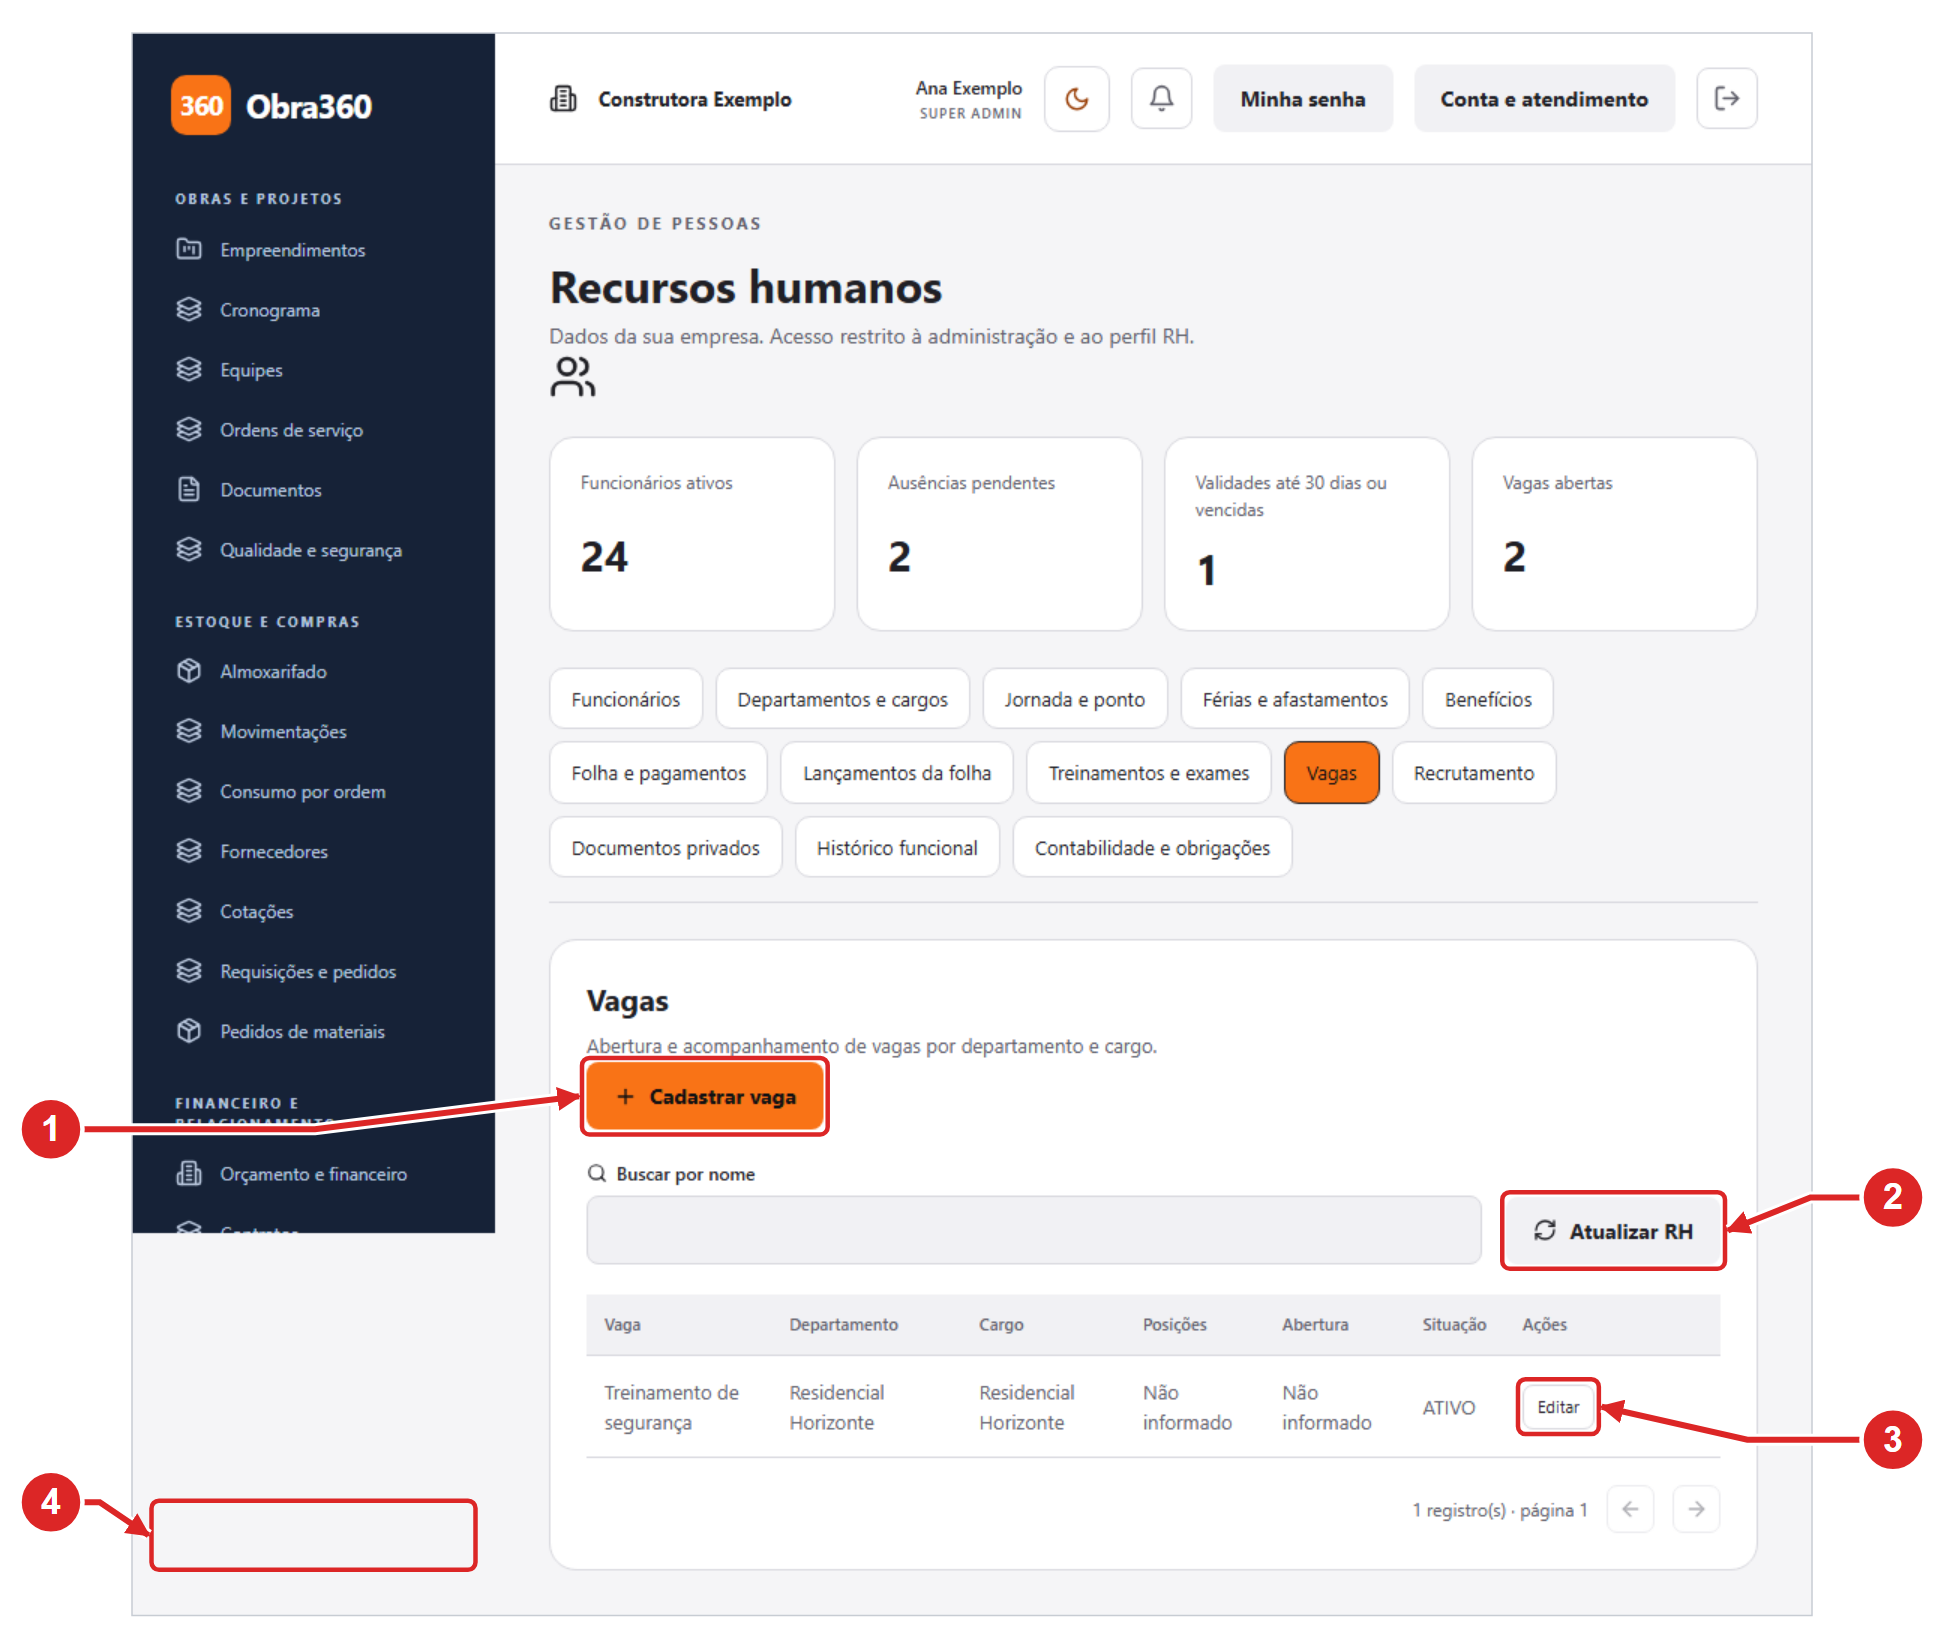 360 Obra360
OBRAS E PROJETOS
Empreendimentos
Cronograma
Equipes
Ordens de serviço
Documentos
Qualidade e segurança
ESTOQUE E COMPRAS
Almoxarifado
Movimentações
Consumo por ordem
Fornecedores
Cotações
Requisições e pedidos
Pedidos de materiais
FINANCEIRO E
Orçamento e financeiro
Construtora Exemplo
Ana Exemplo
SUPER ADMIN
Minha senha
Conta e atendimento
GESTÃO DE PESSOAS
Recursos humanos
Dados da sua empresa. Acesso restrito à administração e ao perfil RH.
Funcionários ativos
24
Ausências pendentes
2
Validades até 30 dias ou
vencidas
1
Vagas abertas
2
Funcionários
Departamentos e cargos
Jornada e ponto
Férias e afastamentos
Benefícios
Folha e pagamentos
Lançamentos da folha
Treinamentos e exames
Vagas
Recrutamento
Documentos privados
Histórico funcional
Contabilidade e obrigações
Vagas
Abertura e acompanhamento de vagas por departamento e cargo.
+ Cadastrar vaga
1
Buscar por nome
Atualizar RH
2
Vaga Departamento Cargo Posições Abertura Situação Ações
Treinamento de Residencial Residencial Não Não
segurança Horizonte Horizonte informado informado ATIVO Editar
3
1 registro(s) · página 1
4